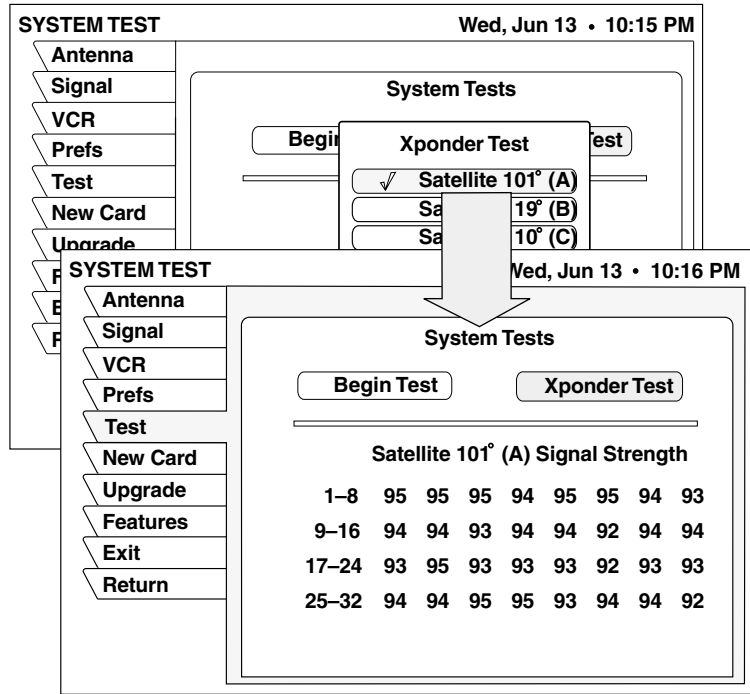 SYSTEM TEST Wed, Jun 13 • 10:15 PM
Antenna
Signal
VCR
Prefs
Test
New Card
Upgrade
System Tests
Xponder Test
Satellite 101° (A)
19° (B)
10° (C)
SYSTEM TEST Wed, Jun 13 • 10:16 PM
Antenna
Signal
VCR
Prefs
Test
New Card
Upgrade
Features
Exit
Return
System Tests
Begin Test Xponder Test
Satellite 101° (A) Signal Strength
1–8 95 95 95 94 95 95 94 93
9–16 94 94 93 94 94 92 94 94
17–24 93 95 93 93 93 92 93 93
25–32 94 94 95 95 93 94 94 92